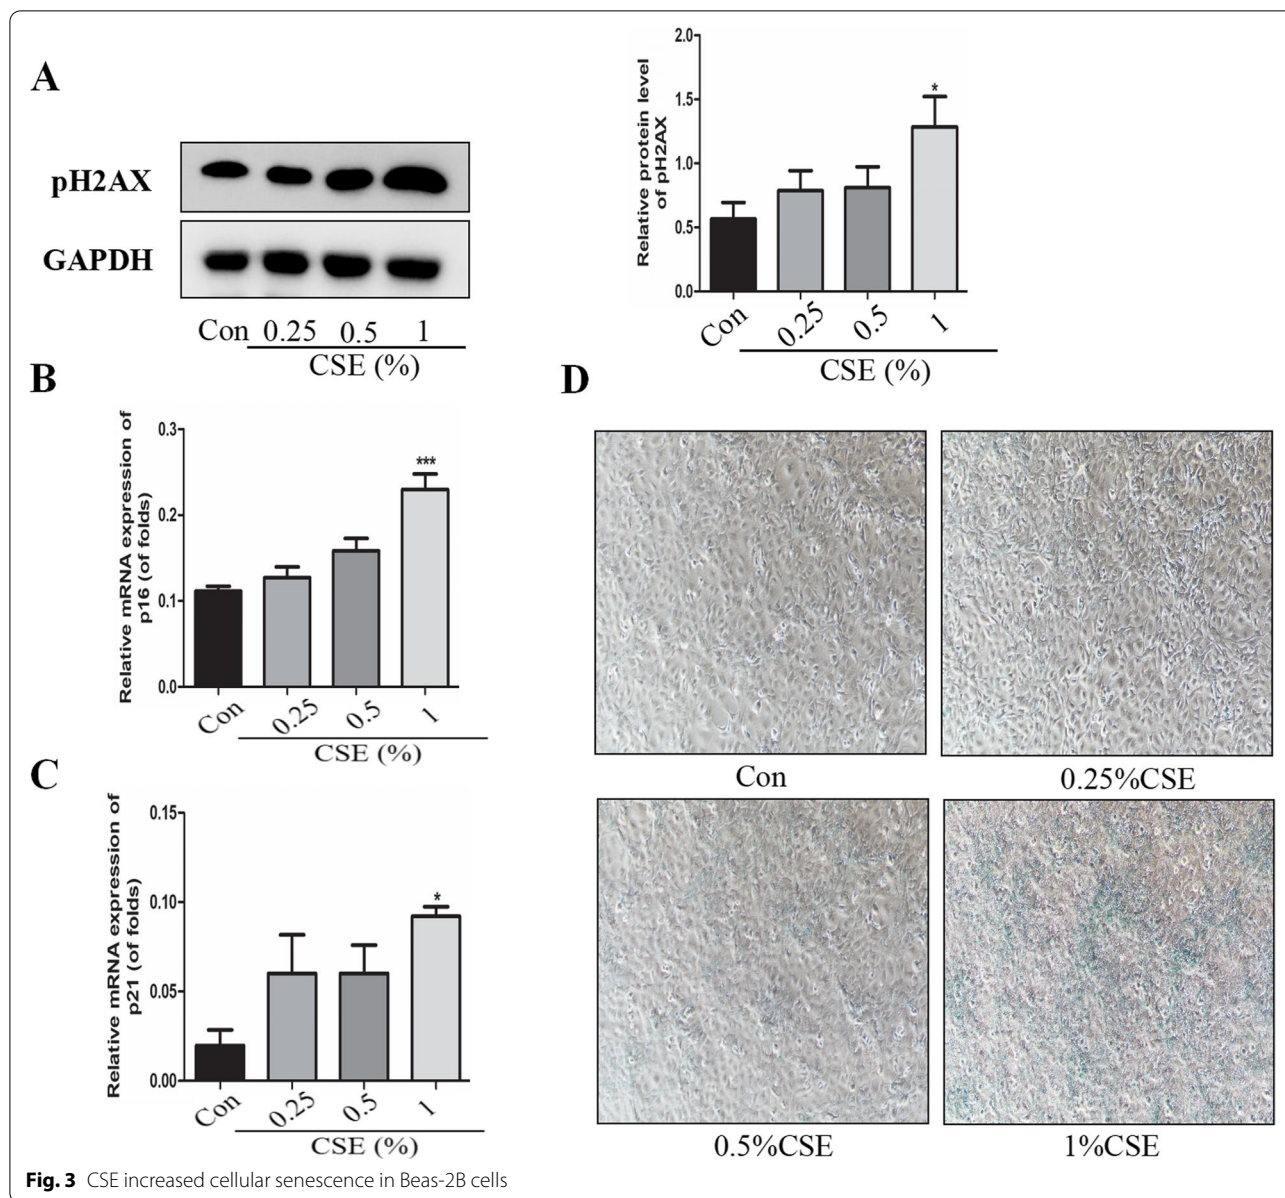 A
pH2AX
GAPDH
Con 0.25 0.5 1
CSE (%)
Relative protein level
of pH2AX
2.0
1.5
1.0
0.5
0.0
*
Con 0.25 0.5 1
CSE (%)
B
Relative mRNA expression of
p16 (of folds)
0.3
0.2
0.1
0.0
***
Con 0.25 0.5 1
CSE (%)
C
Relative mRNA expression of
p21 (of folds)
0.15
0.10
0.05
0.00
*
Con 0.25 0.5 1
CSE (%)
D
Con
0.25%CSE
0.5%CSE
1%CSE
Fig. 3 CSE increased cellular senescence in Beas-2B cells